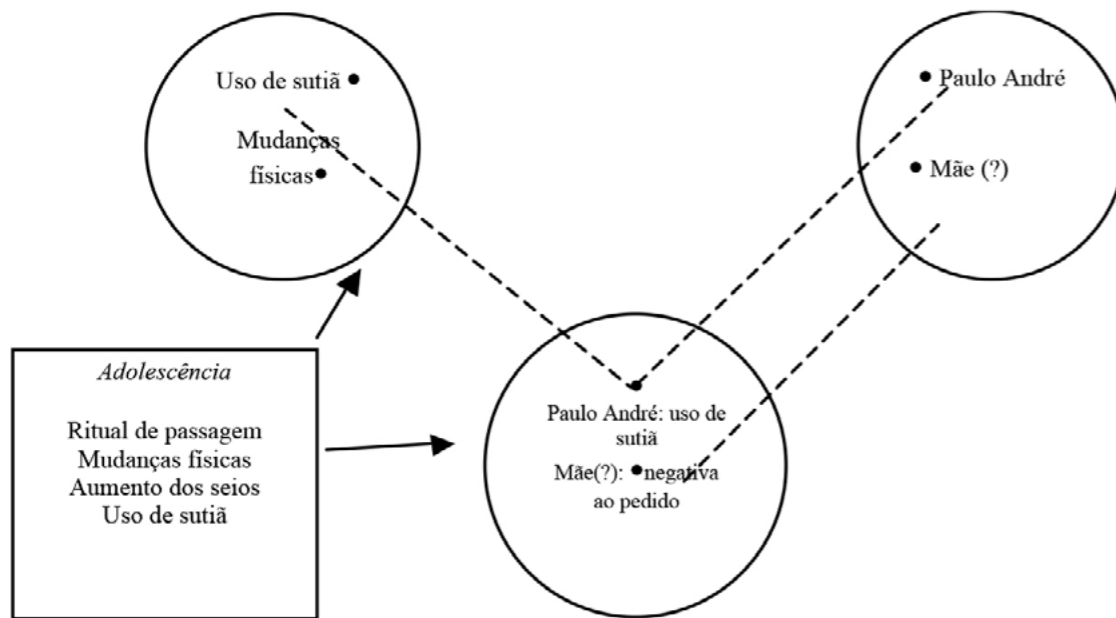 Uso de sutiã
Mudanças
físicas
Paulo André
Mãe (?)
Adolescência
Ritual de passagem
Mudanças físicas
Aumento dos seios
Uso de sutiã
Paulo André: uso de
sutiã
Mãe(?): negativa
ao pedido